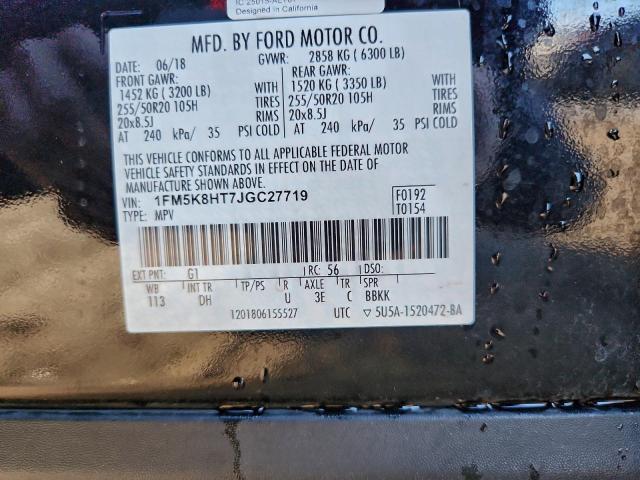 Designed in California
MFD. BY FORD MOTOR CO.
DATE: 06/18 GVWR: 2858 KG ( 6300 LB)
FRONT GAWR: REAR GAWR:
1452 KG ( 3200 LB) WITH 1520 KG ( 3350 LB) WITH
255/50R20 105H TIRES 255/50R20 105H TIRES
20x8.5J RIMS 20x8.5J RIMS
AT 240 kPa/ 35 PSI COLD AT 240 kPa/ 35 PSI COLD
THIS VEHICLE CONFORMS TO ALL APPLICABLE FEDERAL MOTOR
VEHICLE SAFETY STANDARDS IN EFFECT ON THE DATE OF
MANUFACTURE SHOWN ABOVE.
VIN: 1FM5K8HT7JGC27719 F0192
TYPE: MPV T0154
EXT PNT: G1 RC: 56 DSO:
WB INT TR TP/PS R AXLE TR SPR
113 DH U 3E C BBKK
1201806155527 UTC ▽ 5U5A-1520472-BA